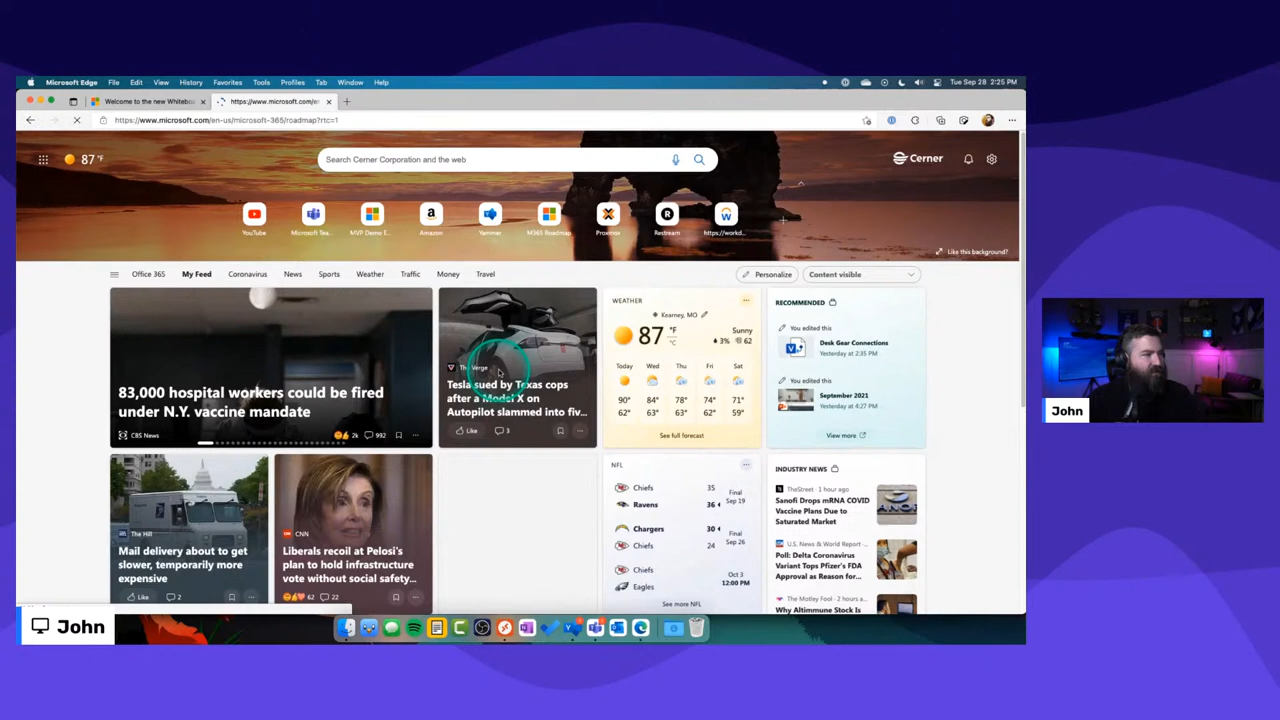 Microsoft Edge File Edit View History Favorites Tools Profiles Tab Window Help
Tue Sep 28 2:25 PM
Welcome to the new Whiteboa
https://www.microsoft.com/en
https://www.microsoft.com/en-us/microsoft-365/roadmap?rtc=1
87 °F
Search Cerner Corporation and the web
Cerner
YouTube
Microsoft Tea...
MVP Demo E...
Amazon
Yammer
M365 Roadmap
Proxmox
Restream
https://workd...
Like this background?
Office 365 My Feed Coronavirus News Sports Weather Traffic Money Travel
Personalize
Content visible
83,000 hospital workers could be fired
under N.Y. vaccine mandate
CBS News
2k
992
The Verge
Tesla sued by Texas cops
after a Model X on
Autopilot slammed into fiv...
Like
3
WEATHER
Kearney, MO
87 °F
°C
Sunny
3% 62
Today Wed Thu Fri Sat
90° 84° 78° 72° 71°
62° 63° 63° 62° 59°
See full forecast
RECOMMENDED
You edited this
Desk Gear Connections
Yesterday at 2:35 PM
You edited this
September 2021
Yesterday at 4:27 PM
View more
The Hill
Mail delivery about to get
slower, temporarily more
expensive
Like
2
CNN
Liberals recoil at Pelosi's
plan to hold infrastructure
vote without social safety...
62
22
NFL
Chiefs 35
Ravens 36
Final
Sep 19
Chargers 30
Chiefs 24
Final
Sep 26
Chiefs
Eagles
Oct 3
12:00 PM
See more NFL
INDUSTRY NEWS
TheStreet · 1 hour ago
Sanofi Drops mRNA COVID
Vaccine Plans Due to
Saturated Market
U.S. News & World Report · ...
Poll: Delta Coronavirus
Variant Tops Pfizer's FDA
Approval as Reason for...
The Motley Fool · 2 hours a...
Why Altimmune Stock Is
John
John